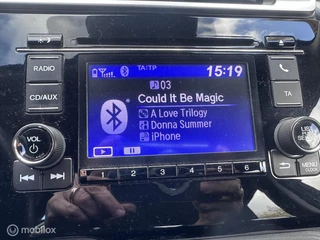 RADIO
CD/AUX
VOL
TA/TP
15:19
03
Could It Be Magic
A Love Trilogy
Donna Summer
iPhone
TA
MENU
CLOCK
1 2 3 4 5 6
mobilox